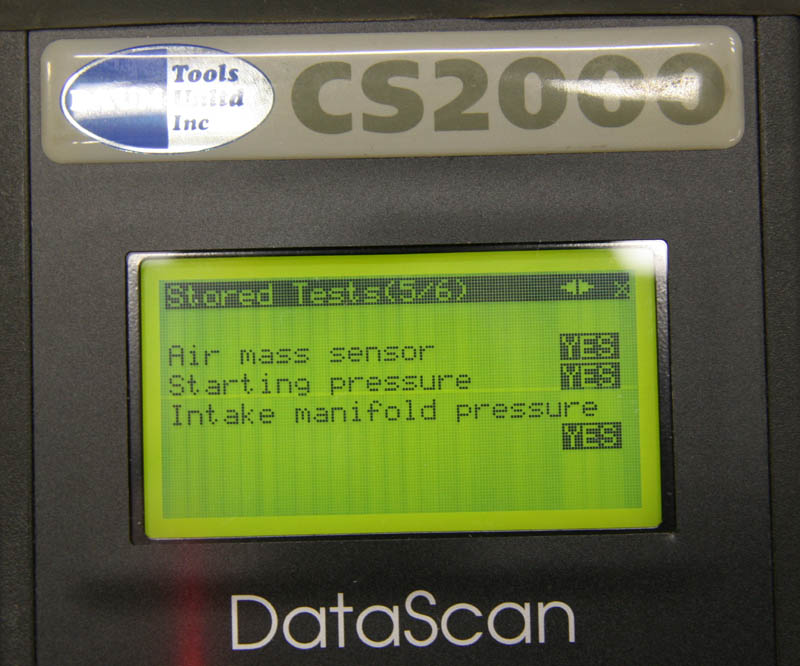 Tools
Inc
CS2000
Stored Tests(5/6)
Air mass sensor YES
Starting pressure YES
Intake manifold pressure
YES
DataScan